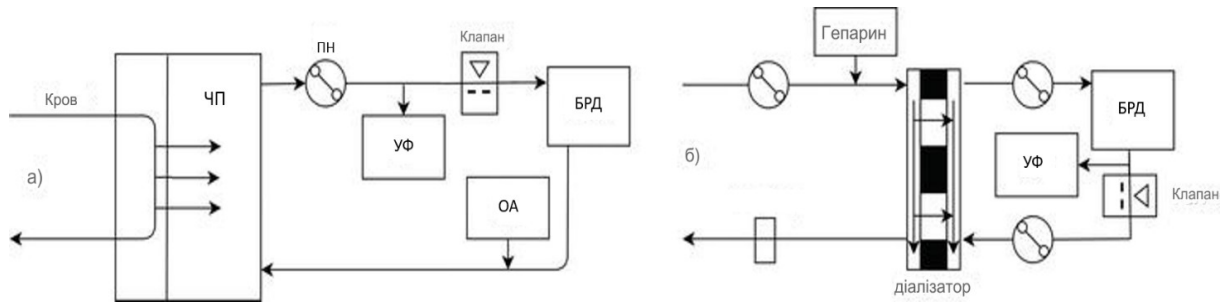 Кров
ЧП
ПН
Клапан
УФ
БРД
ОА
а)
Гепарин
БРД
УФ
Клапан
б)
діалізатор